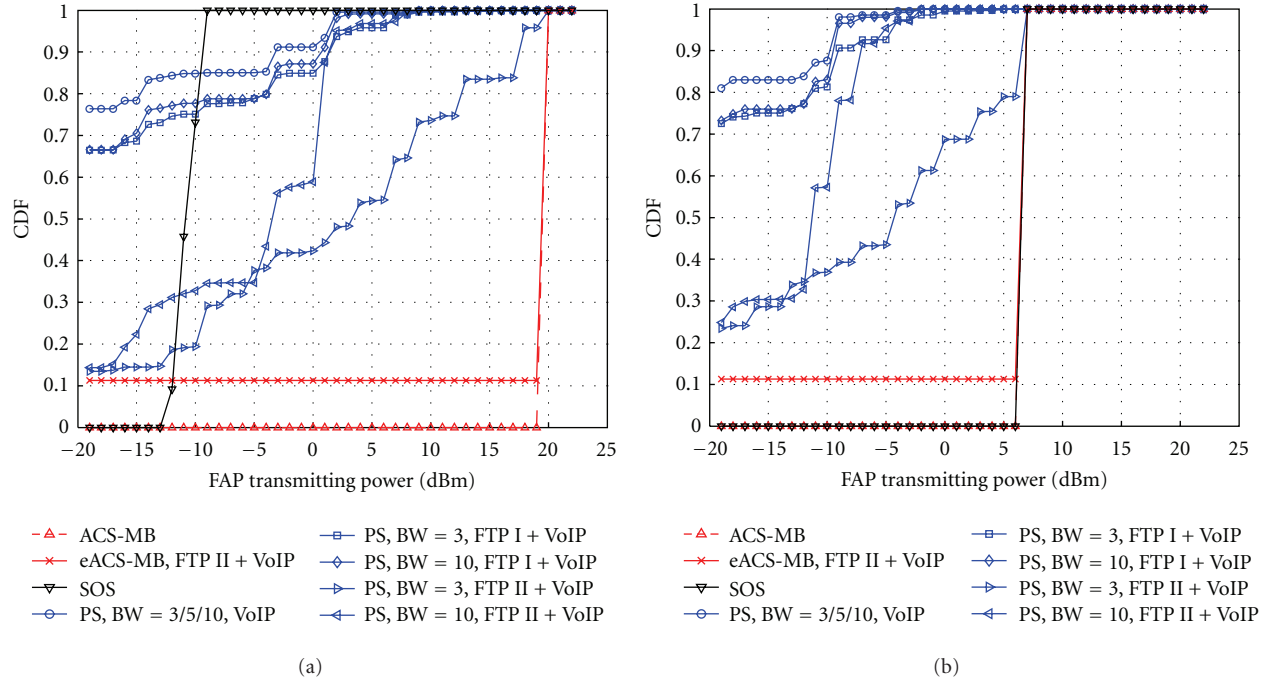 1
0.9
0.8
0.7
0.6
0.5
0.4
0.3
0.2
0.1
0
CDF
−20 −15 −10 −5 0 5 10 15 20 25
FAP transmitting power (dBm)
ACS-MB
eACS-MB, FTP II + VoIP
SOS
PS, BW = 3/5/10, VoIP
PS, BW = 3, FTP I + VoIP
PS, BW = 10, FTP I + VoIP
PS, BW = 3, FTP II + VoIP
PS, BW = 10, FTP II + VoIP
(a)
1
0.9
0.8
0.7
0.6
0.5
0.4
0.3
0.2
0.1
0
CDF
−20 −15 −10 −5 0 5 10 15 20 25
FAP transmitting power (dBm)
ACS-MB
eACS-MB, FTP II + VoIP
SOS
PS, BW = 3/5/10, VoIP
PS, BW = 3, FTP I + VoIP
PS, BW = 10, FTP I + VoIP
PS, BW = 3, FTP II + VoIP
PS, BW = 10, FTP II + VoIP
(b)